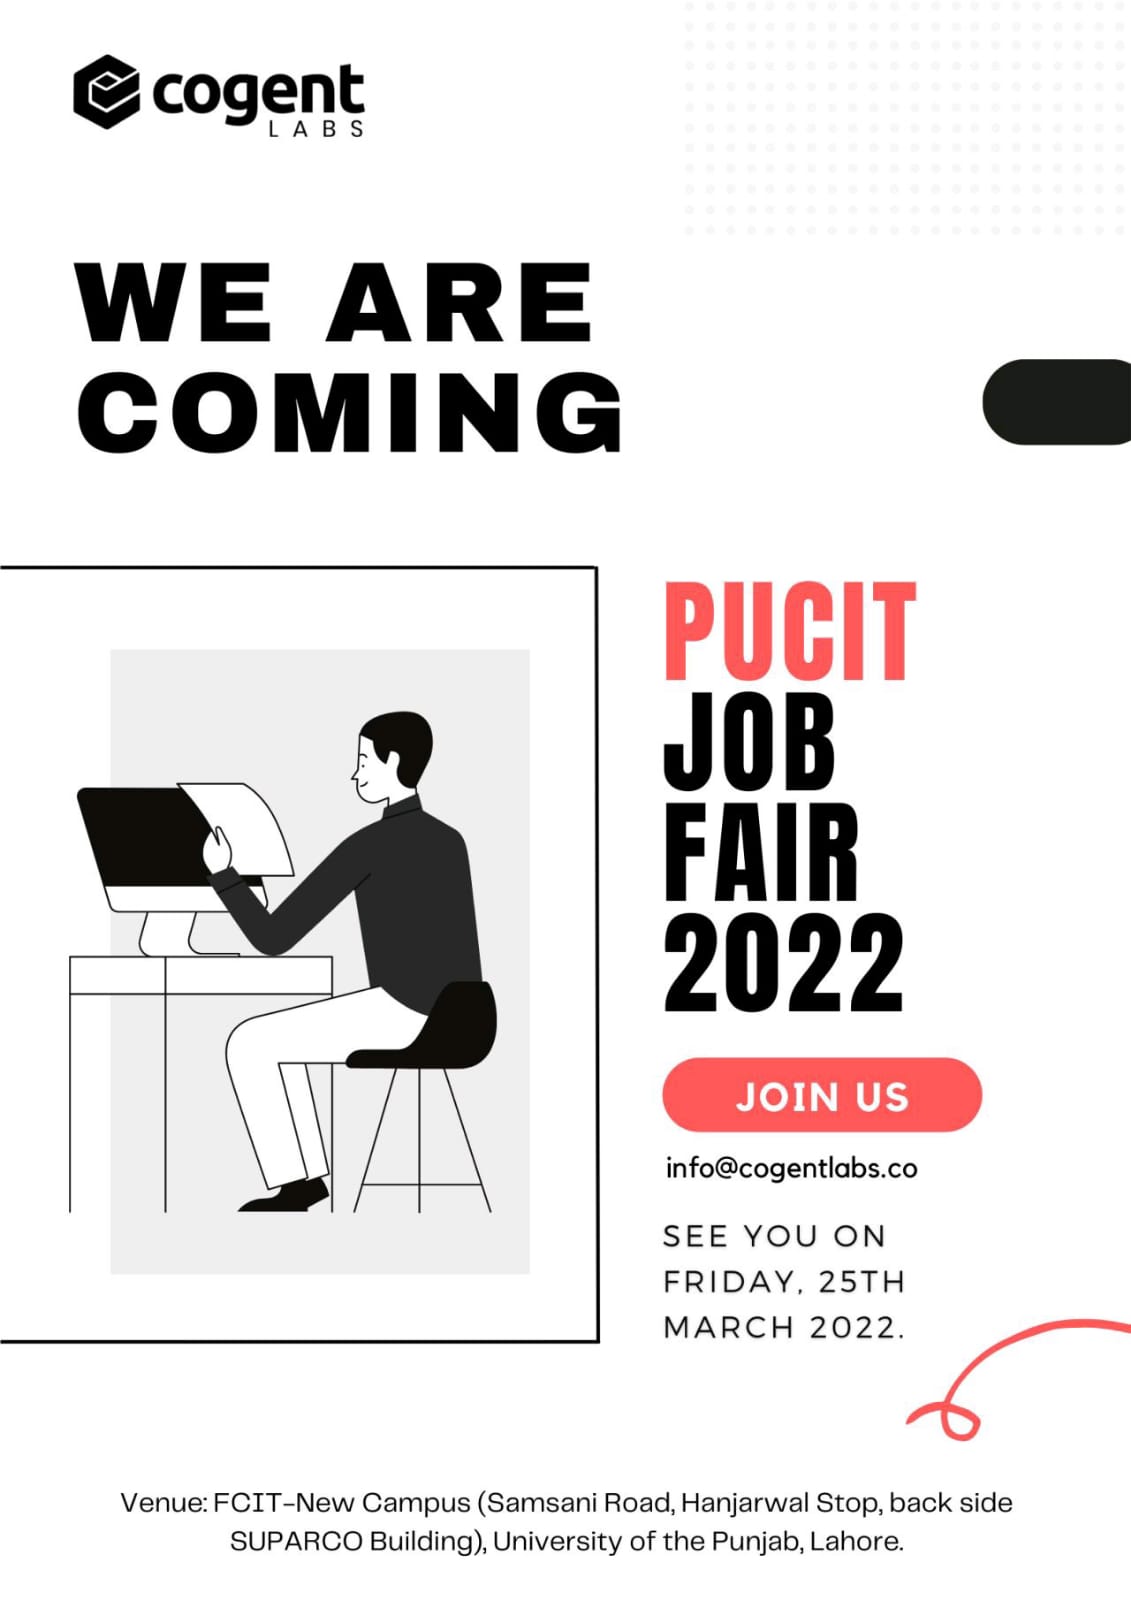 cogent
LABS
WE ARE
COMING
PUCIT
JOB
FAIR
2022
JOIN US
info@cogentlabs.co
SEE YOU ON
FRIDAY, 25TH
MARCH 2022.
Venue: FCIT-New Campus (Samsani Road, Hanjarwal Stop, back side
SUPARCO Building), University of the Punjab, Lahore.